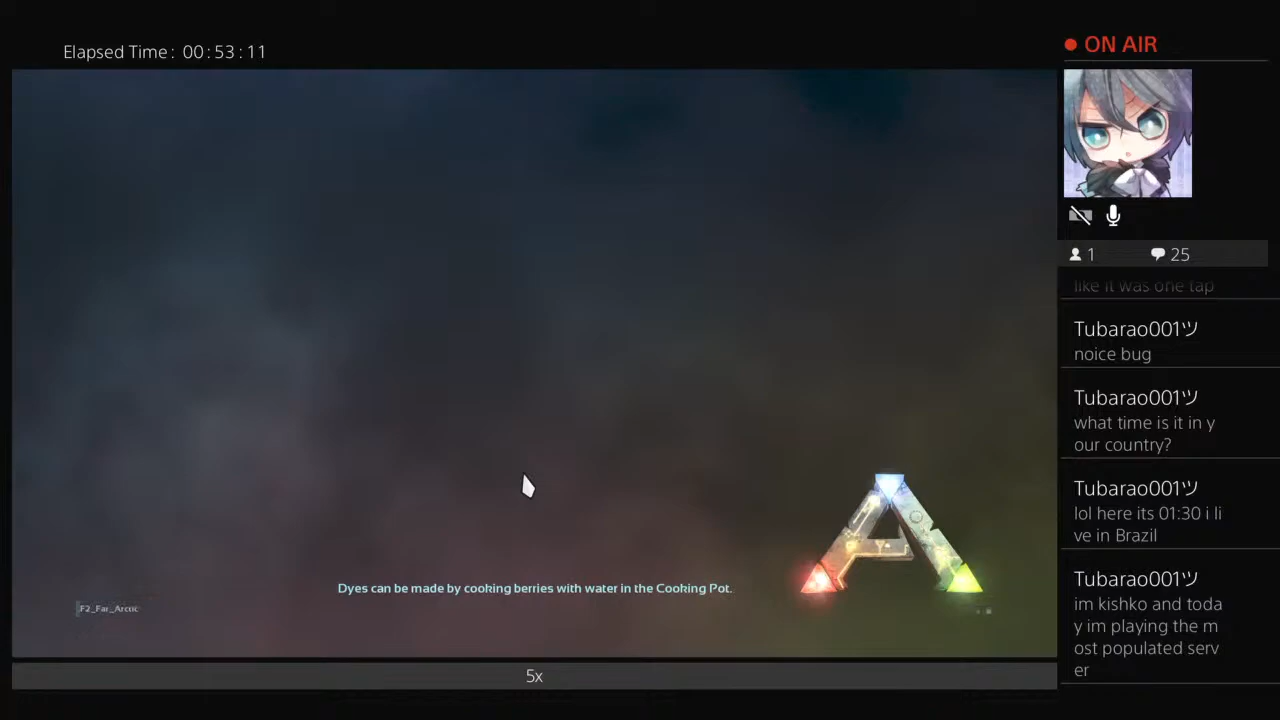 Elapsed Time: 00:53:11
ON AIR
1 25
like it was one tap
Tubarao001ツ
noice bug
Tubarao001ツ
what time is it in y
our country?
Tubarao001ツ
lol here its 01:30 i li
ve in Brazil
Tubarao001ツ
im kishko and toda
y im playing the m
ost populated serv
er
Dyes can be made by cooking berries with water in the Cooking Pot.
F2_Far_Arctic
5x